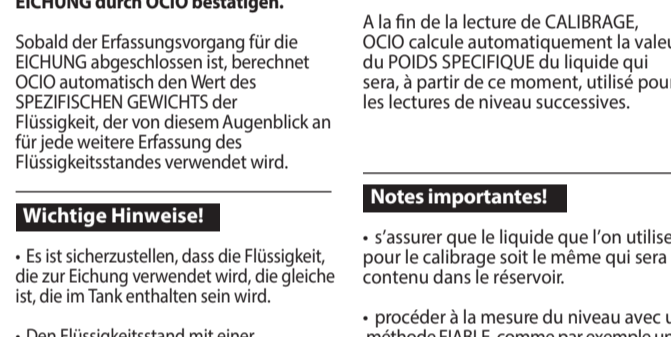 EICHUNG durch OCIO bestätigen.
Sobald der Erfassungsvorgang für die
EICHUNG abgeschlossen ist, berechnet
OCIO automatisch den Wert des
SPEZIFISCHEN GEWICHTS der
Flüssigkeit, der von diesem Augenblick an
für jede weitere Erfassung des
Flüssigkeitsstandes verwendet wird.
Wichtige Hinweise!
• Es ist sicherzustellen, dass die Flüssigkeit,
die zur Eichung verwendet wird, die gleiche
ist, die im Tank enthalten sein wird.
• Den Flüssigkeitsstand mit einer
A la fin de la lecture de CALIBRAGE,
OCIO calcule automatiquement la valeu
du POIDS SPECIFIQUE du liquide qui
sera, à partir de ce moment, utilisé pour
les lectures de niveau successives.
Notes importantes!
• s’assurer que le liquide que l’on utilise
pour le calibrage soit le même qui sera
contenu dans le réservoir.
• procéder à la mesure du niveau avec u
méthode FIABLE, comme par exemple un